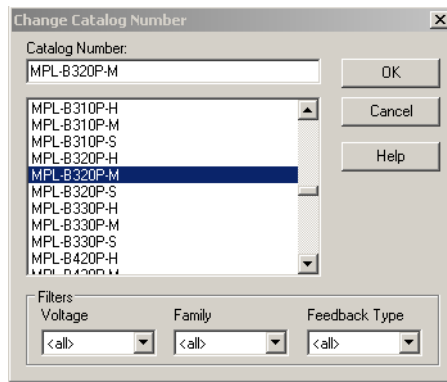 Change Catalog Number
Catalog Number:
MPL-B320P-M
OK
MPL-B310P-H
MPL-B310P-M
MPL-B310P-S
MPL-B320P-H
MPL-B320P-M
MPL-B320P-S
MPL-B330P-H
MPL-B330P-M
MPL-B330P-S
MPL-B420P-H
MPL-B420P-M
Cancel
Help
Filters
Voltage Family Feedback Type
<all> <all> <all>